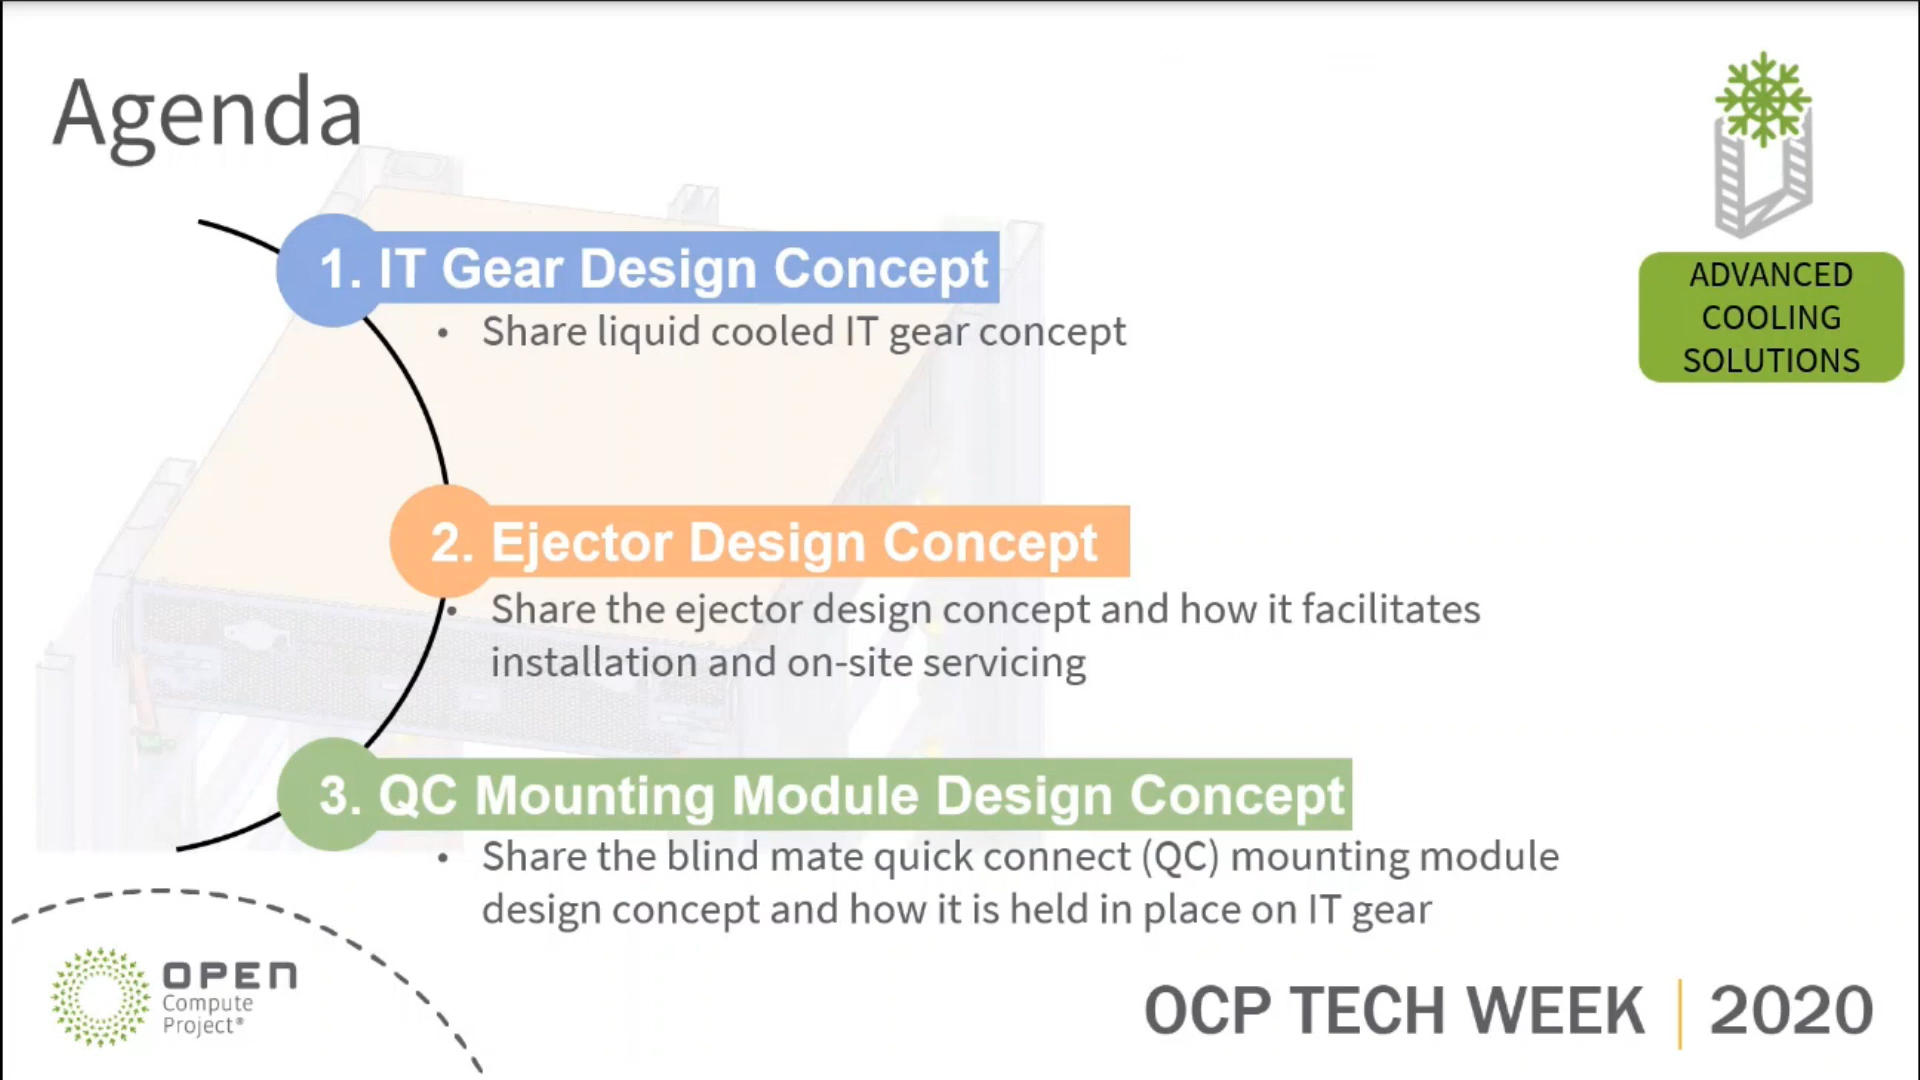 Agenda
1. IT Gear Design Concept
• Share liquid cooled IT gear concept
2. Ejector Design Concept
• Share the ejector design concept and how it facilitates
installation and on-site servicing
3. QC Mounting Module Design Concept
• Share the blind mate quick connect (QC) mounting module
design concept and how it is held in place on IT gear
ADVANCED
COOLING
SOLUTIONS
OPEN
Compute
Project®
OCP TECH WEEK | 2020